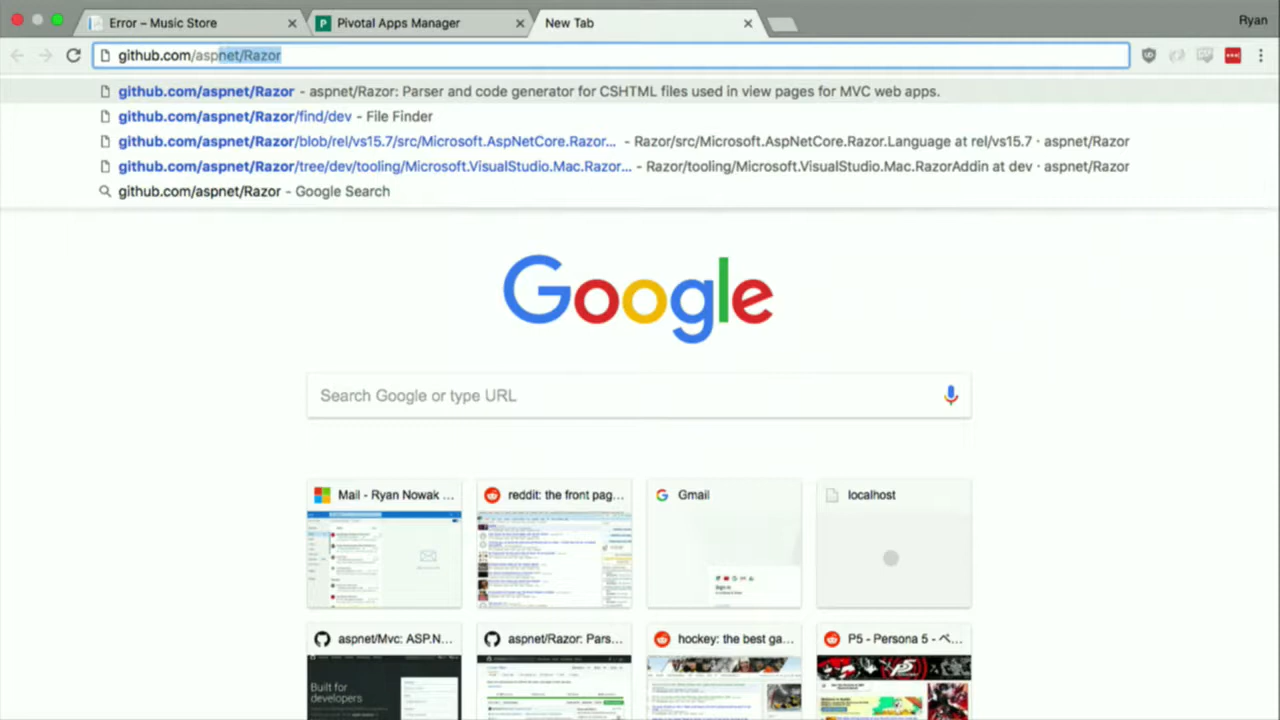 Error – Music Store
Pivotal Apps Manager
New Tab
Ryan
github.com/aspnet/Razor
github.com/aspnet/Razor - aspnet/Razor: Parser and code generator for CSHTML files used in view pages for MVC web apps.
github.com/aspnet/Razor/find/dev - File Finder
github.com/aspnet/Razor/blob/rel/vs15.7/src/Microsoft.AspNetCore.Razor... - Razor/src/Microsoft.AspNetCore.Razor.Language at rel/vs15.7 · aspnet/Razor
github.com/aspnet/Razor/tree/dev/tooling/Microsoft.VisualStudio.Mac.Razor... - Razor/tooling/Microsoft.VisualStudio.Mac.RazorAddin at dev · aspnet/Razor
github.com/aspnet/Razor - Google Search
Google
Search Google or type URL
Mail - Ryan Nowak ...
reddit: the front pag...
Gmail
localhost
aspnet/Mvc: ASP.N...
aspnet/Razor: Pars...
hockey: the best ga...
P5 - Persona 5 - ペ...
Built for
developers